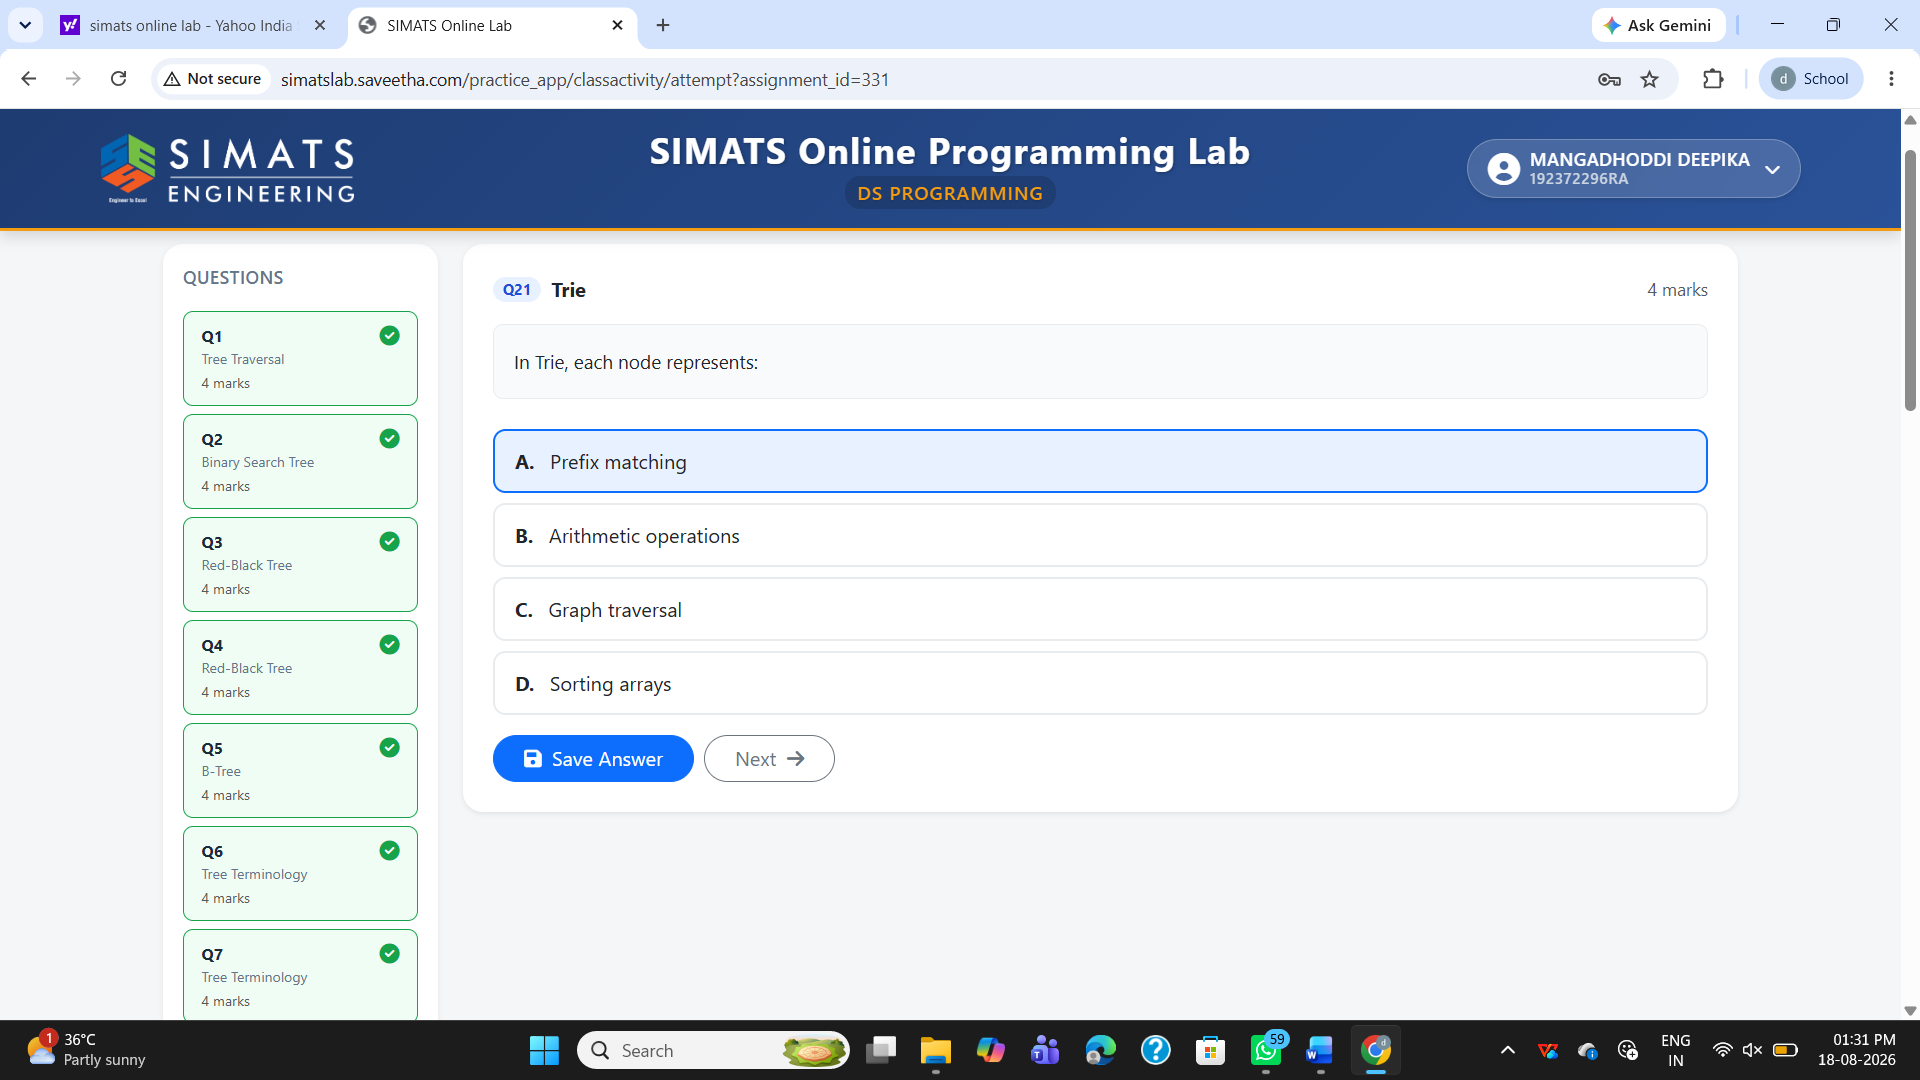 simats online lab - Yahoo India
SIMATS Online Lab
Ask Gemini
Not secure
simatslab.saveetha.com/practice_app/classactivity/attempt?assignment_id=331
d
School
SIMATS
ENGINEERING
Engineer to Excel
SIMATS Online Programming Lab
DS PROGRAMMING
MANGADHODDI DEEPIKA
192372296RA
QUESTIONS
Q1
Tree Traversal
4 marks
Q2
Binary Search Tree
4 marks
Q3
Red-Black Tree
4 marks
Q4
Red-Black Tree
4 marks
Q5
B-Tree
4 marks
Q6
Tree Terminology
4 marks
Q7
Tree Terminology
4 marks
Q21 Trie
4 marks
In Trie, each node represents:
A. Prefix matching
B. Arithmetic operations
C. Graph traversal
D. Sorting arrays
Save Answer
Next
1
36°C
Partly sunny
Search
59
ENG
IN
01:31 PM
18-08-2026